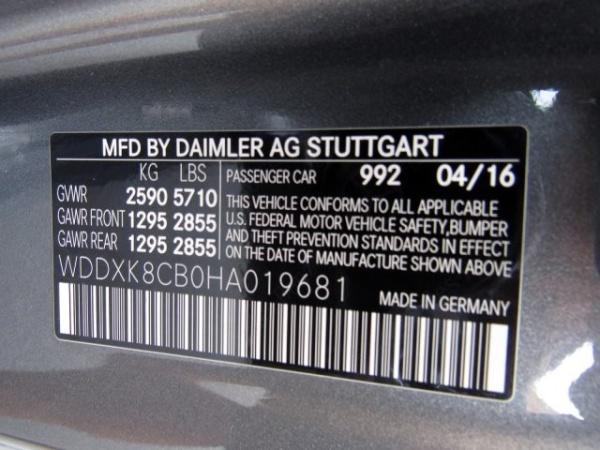 MFD BY DAIMLER AG STUTTGART
KG LBS
GVWR 2590 5710
GAWR FRONT 1295 2855
GAWR REAR 1295 2855
PASSENGER CAR 992 04/16
THIS VEHICLE CONFORMS TO ALL APPLICABLE
U.S. FEDERAL MOTOR VEHICLE SAFETY,BUMPER
AND THEFT PREVENTION STANDARDS IN EFFECT
ON THE DATE OF MANUFACTURE SHOWN ABOVE
WDDXK8CB0HA019681
MADE IN GERMANY